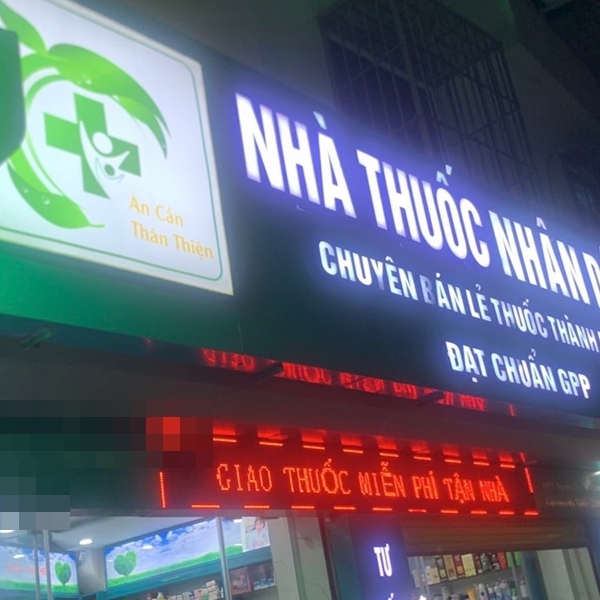 Ân Cần
Thân Thiện
NHÀ THUỐC NHÂN
CHUYÊN BÁN LẺ THUỐC THÀNH
ĐẠT CHUẨN GPP
GIAO THUỐC MIỄN PHÍ TẬN NHÀ
TƯ